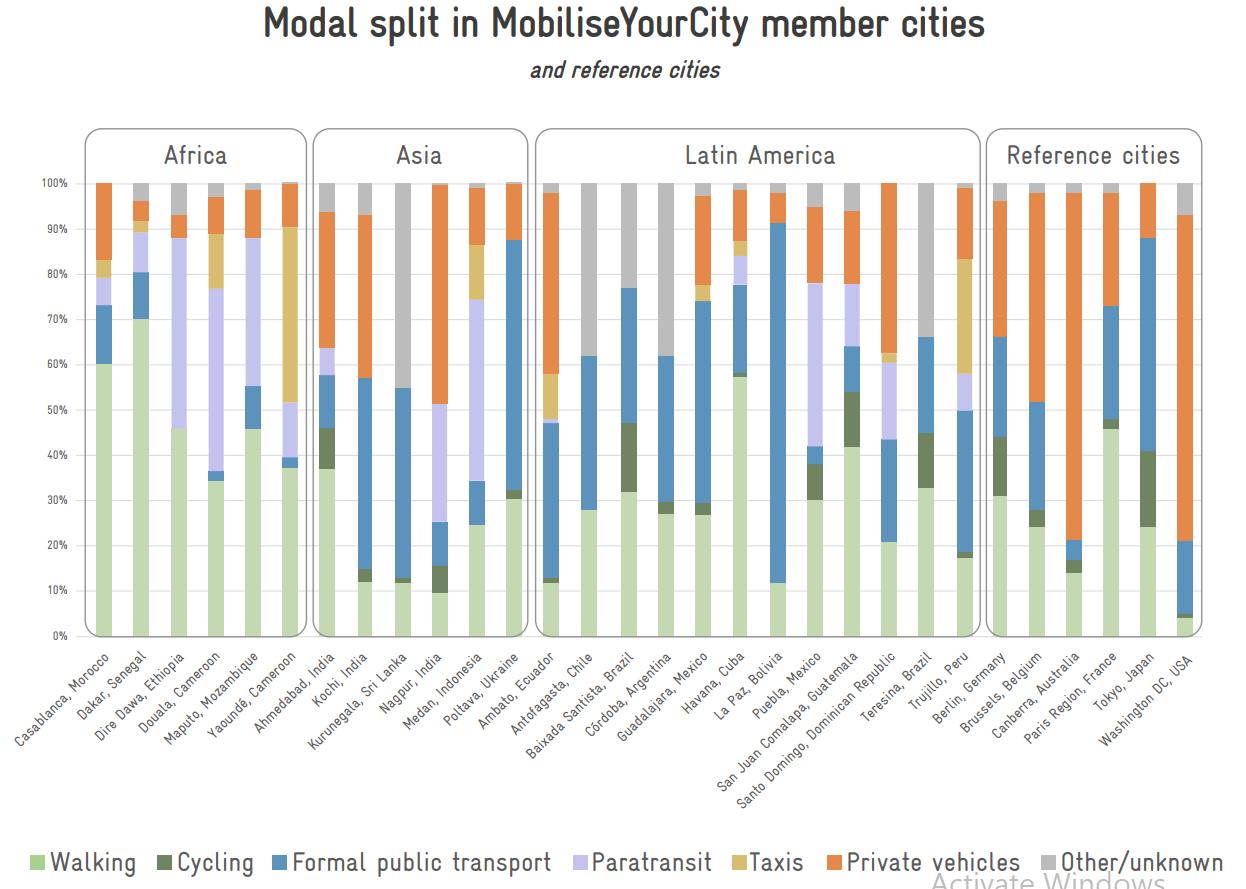 Modal split in MobiliseYourCity member cities
and reference cities
Africa
Asia
Latin America
Reference cities
100%
90%
80%
70%
60%
50%
40%
30%
20%
10%
0%
Casablanca, Morocco
Dakar, Senegal
Dire Dawa, Ethiopia
Douala, Cameroon
Maputo, Mozambique
Yaoundé, Cameroon
Ahmedabad, India
Kochi, India
Kurunegala, Sri Lanka
Nagpur, India
Medan, Indonesia
Poltava, Ukraine
Ambato, Ecuador
Antofagasta, Chile
Baixada Santista, Brazil
Córdoba, Argentina
Guadalajara, Mexico
Havana, Cuba
La Paz, Bolivia
Puebla, Mexico
San Juan Comalapa, Guatemala
Santo Domingo, Dominican Republic
Teresina, Brazil
Trujillo, Peru
Berlin, Germany
Brussels, Belgium
Canberra, Australia
Paris Region, France
Tokyo, Japan
Washington DC, USA
Walking Cycling Formal public transport Paratransit Taxis Private vehicles Other/unknown
Activate Windows